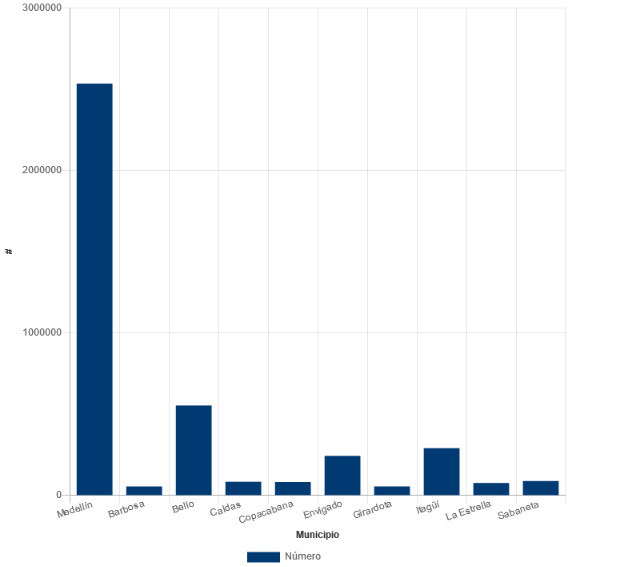 3000000
2000000
#
1000000
0
Medellín Barbosa Bello Caldas Copacabana Envigado Girardota Itagüí La Estrella Sabaneta
Municipio
Número